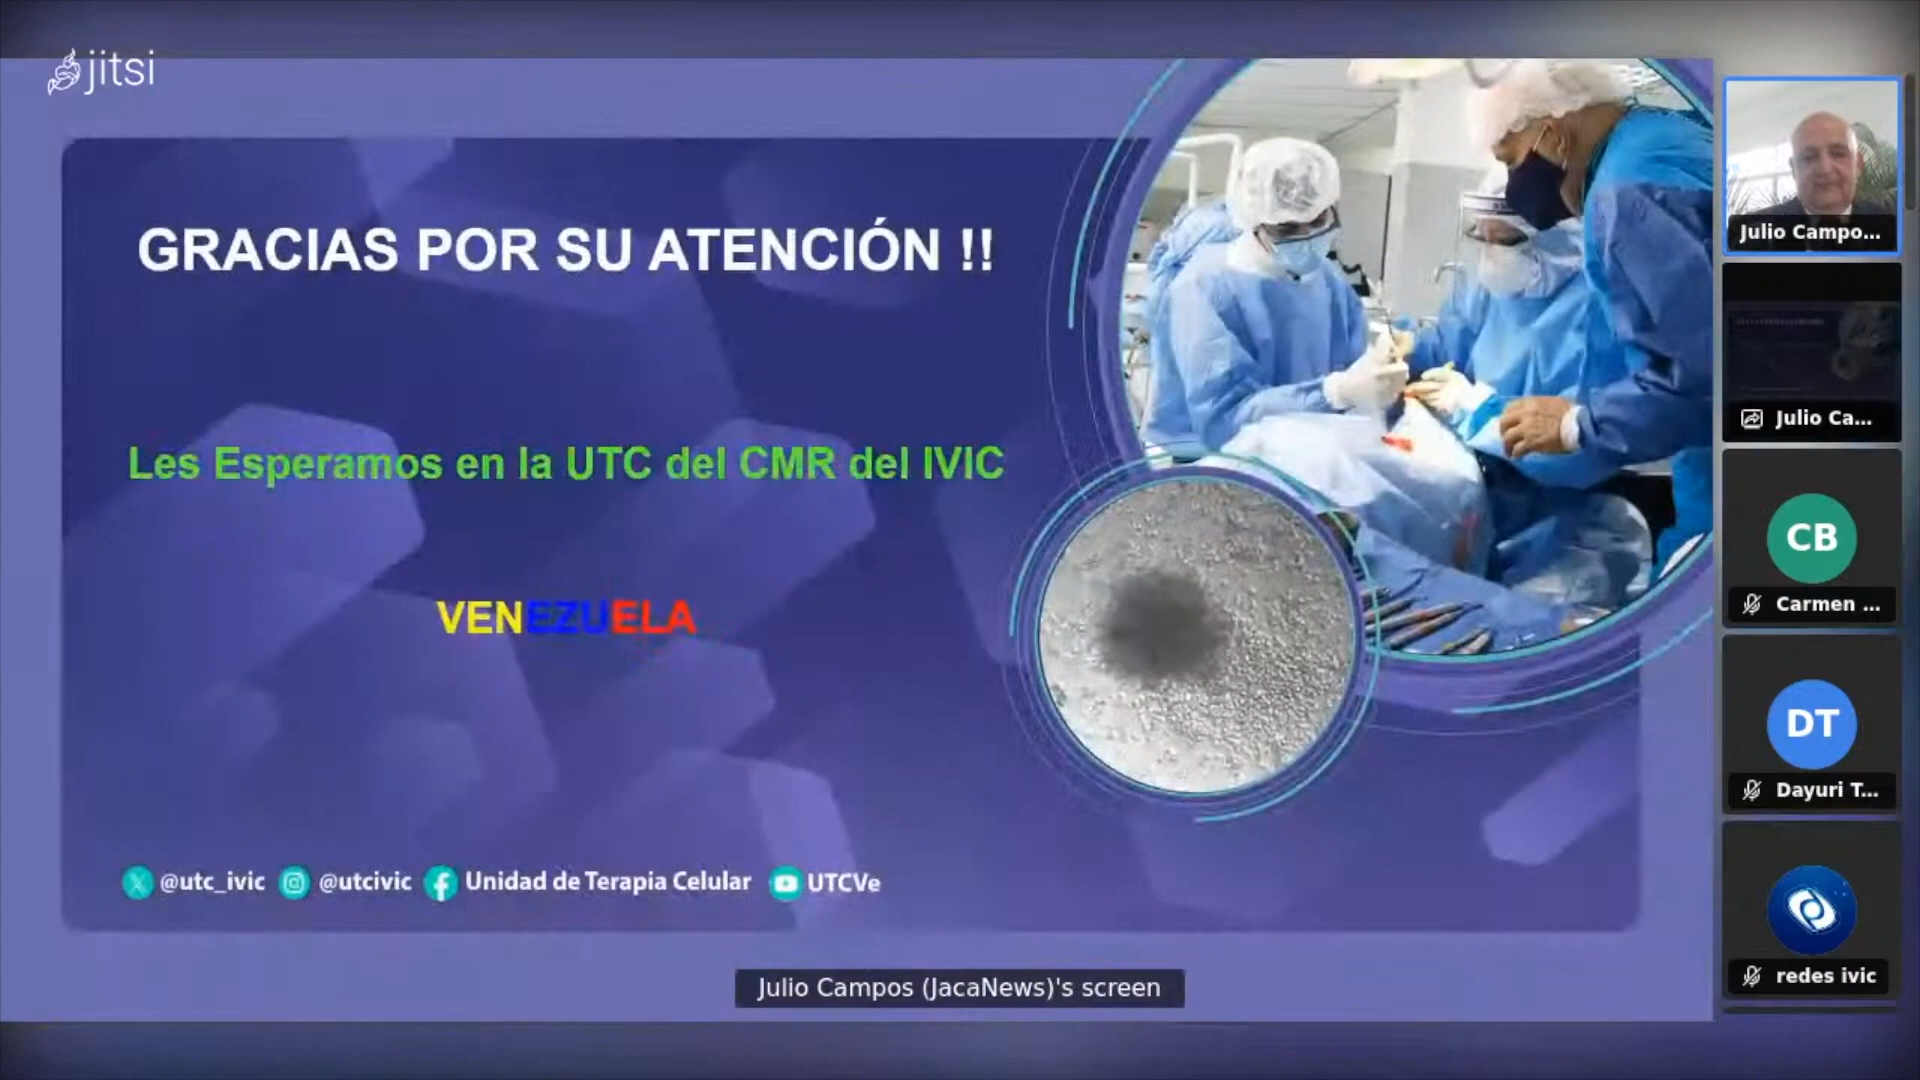 jitsi
GRACIAS POR SU ATENCIÓN !!
Les Esperamos en la UTC del CMR del IVIC
VENEZUELA
@utc_ivic @utcivic Unidad de Terapia Celular UTCVe
Julio Campos (JacaNews)'s screen
Julio Campo...
Julio Ca...
CB
Carmen ...
DT
Dayuri T...
redes ivic